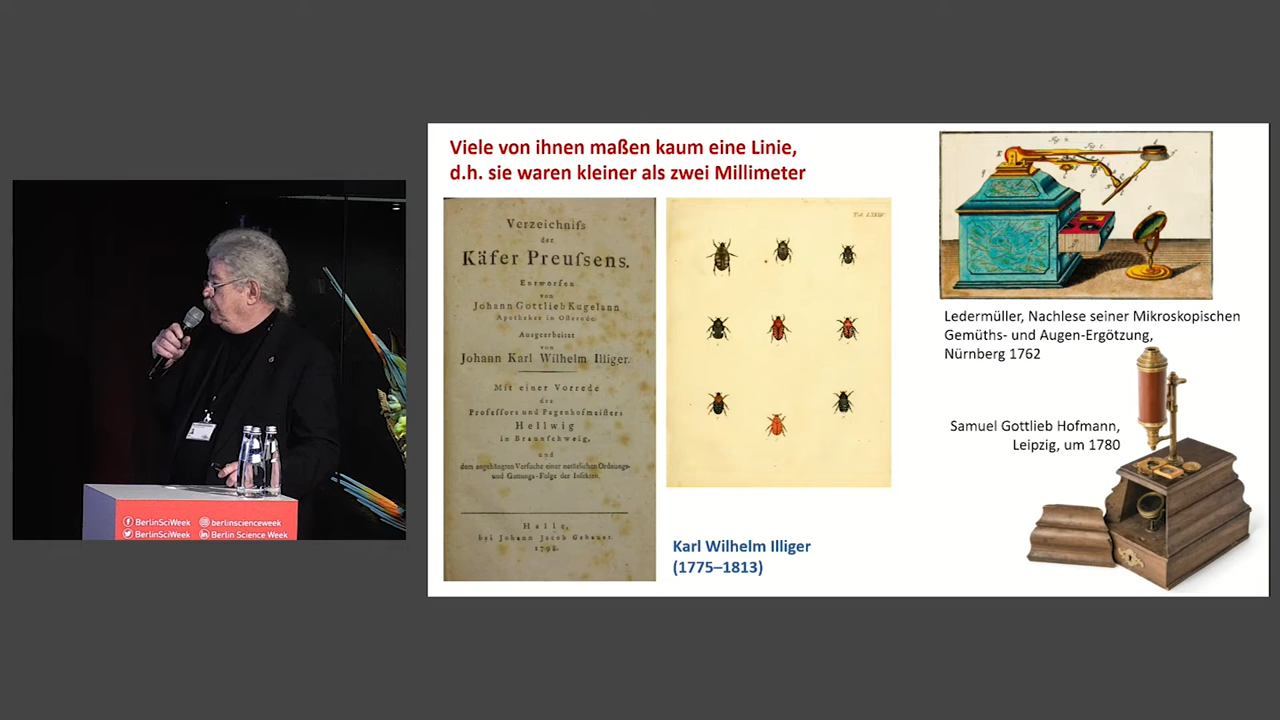 Viele von ihnen maßen kaum eine Linie,
d.h. sie waren kleiner als zwei Millimeter
Verzeichniſs
der
Käfer Preuſsens.
Entworfen
von
Johann Gottlieb Kugelann
Apotheker in Oſterode.
Ausgearbeitet
von
Johann Karl Wilhelm Illiger.
Mit einer Vorrede
des
Profeſſors und Pagenhofmeiſters
Hellwig
in Braunſchweig,
und
dem angehängten Verſuche einer natürlichen Ordnungs-
und Gattungs-Folge der Inſekten.
Halle,
bei Johann Jacob Gebauer.
1798.
Karl Wilhelm Illiger
(1775–1813)
Ledermüller, Nachlese seiner Mikroskopischen
Gemüths- und Augen-Ergötzung,
Nürnberg 1762
Samuel Gottlieb Hofmann,
Leipzig, um 1780
BerlinSciWeek
berlinscienceweek
BerlinSciWeek
Berlin Science Week